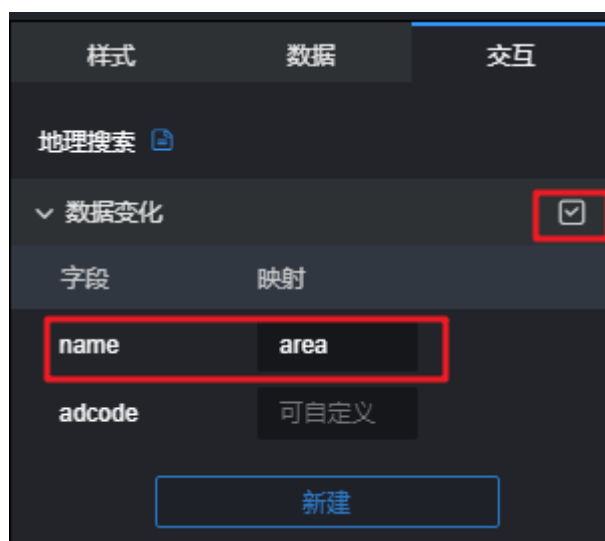 样式 数据 交互
地理搜索
数据变化
字段 映射
name area
adcode 可自定义
新建